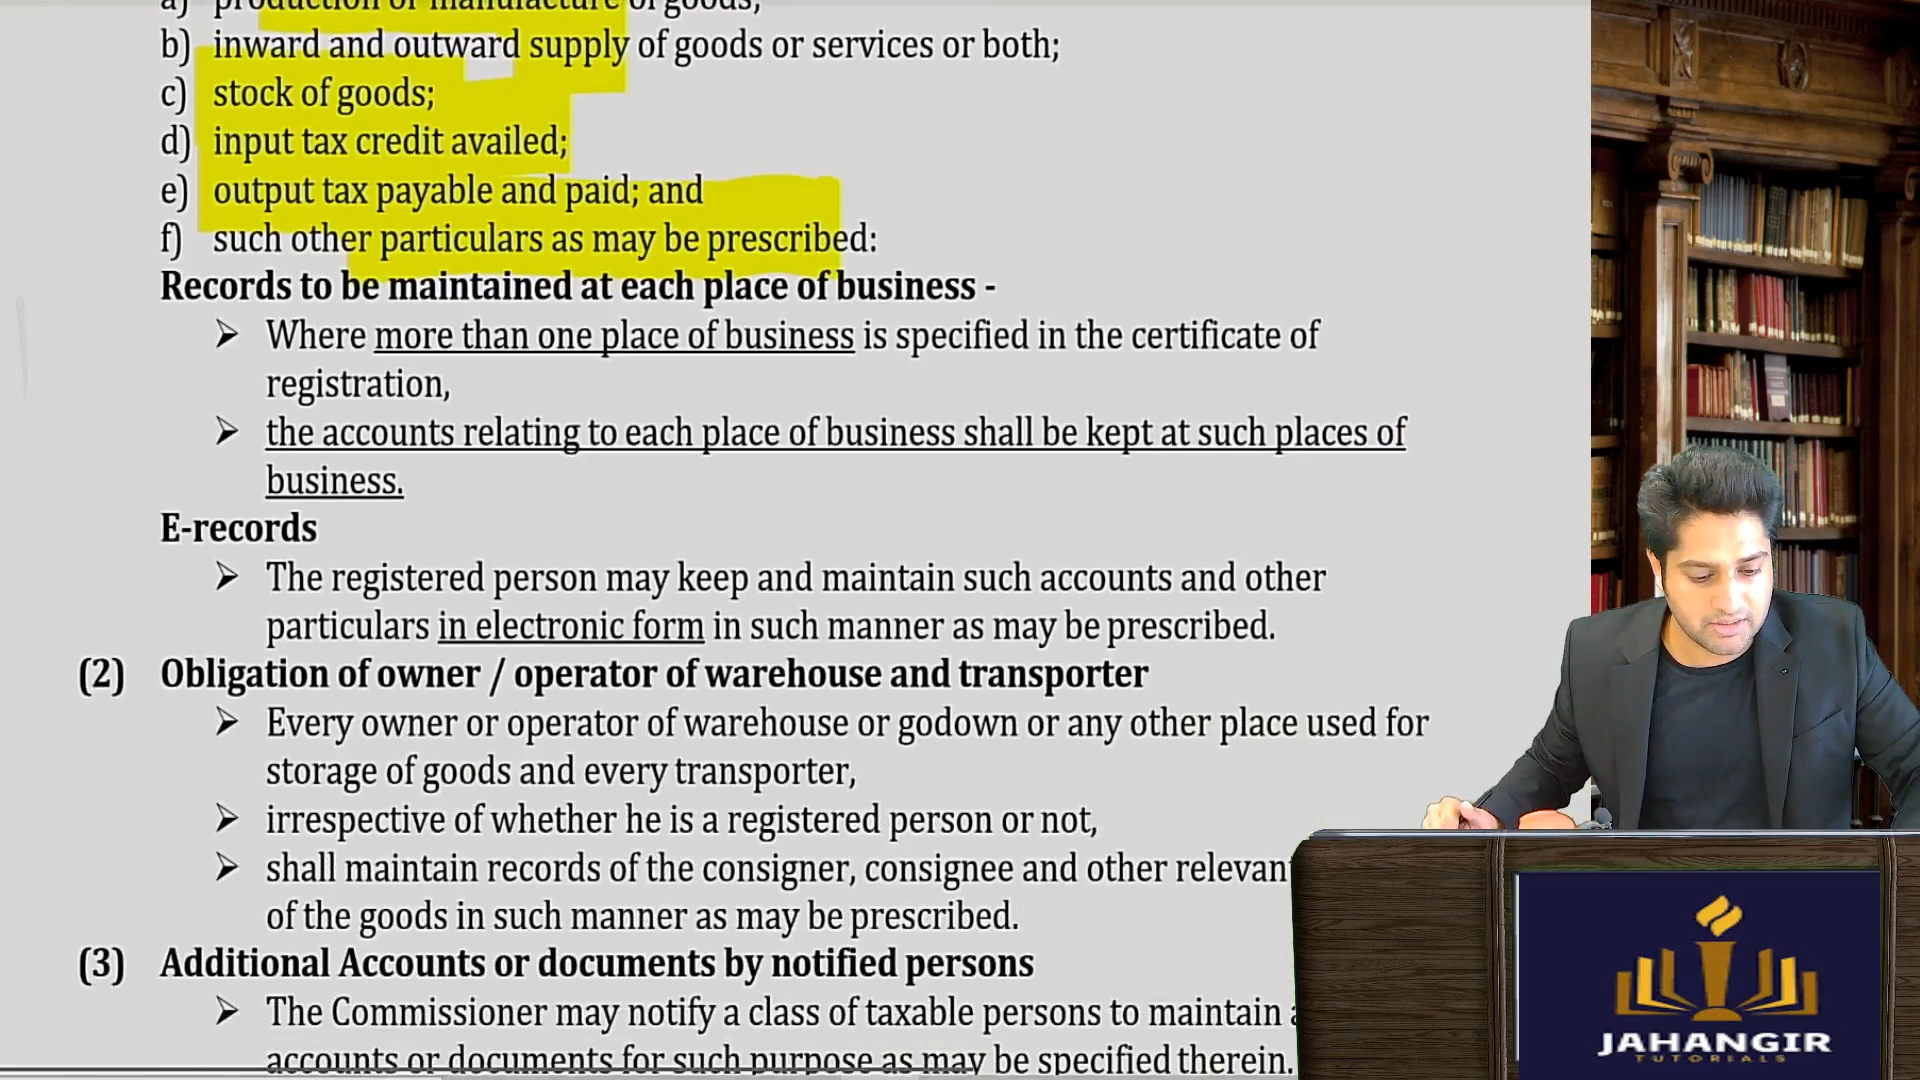 a) production or manufacture of goods;
b) inward and outward supply of goods or services or both;
c) stock of goods;
d) input tax credit availed;
e) output tax payable and paid; and
f) such other particulars as may be prescribed:
Records to be maintained at each place of business -
➢ Where more than one place of business is specified in the certificate of
registration,
➢ the accounts relating to each place of business shall be kept at such places of
business.
E-records
➢ The registered person may keep and maintain such accounts and other
particulars in electronic form in such manner as may be prescribed.
(2) Obligation of owner / operator of warehouse and transporter
➢ Every owner or operator of warehouse or godown or any other place used for
storage of goods and every transporter,
➢ irrespective of whether he is a registered person or not,
➢ shall maintain records of the consigner, consignee and other relevant
of the goods in such manner as may be prescribed.
(3) Additional Accounts or documents by notified persons
➢ The Commissioner may notify a class of taxable persons to maintain
accounts or documents for such purpose as may be specified therein.
JAHANGIR
TUTORIALS